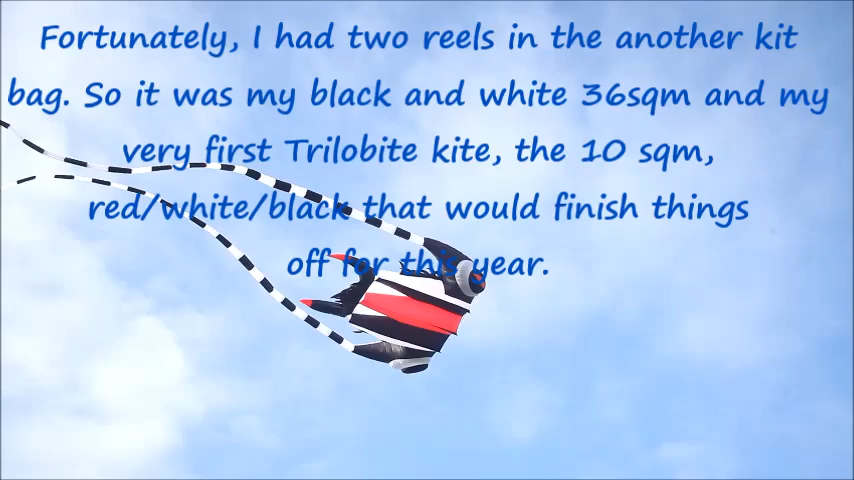 Fortunately, I had two reels in the another kit
bag. So it was my black and white 36sqm and my
very first Trilobite kite, the 10 sqm,
red/white/black that would finish things
off for this year.